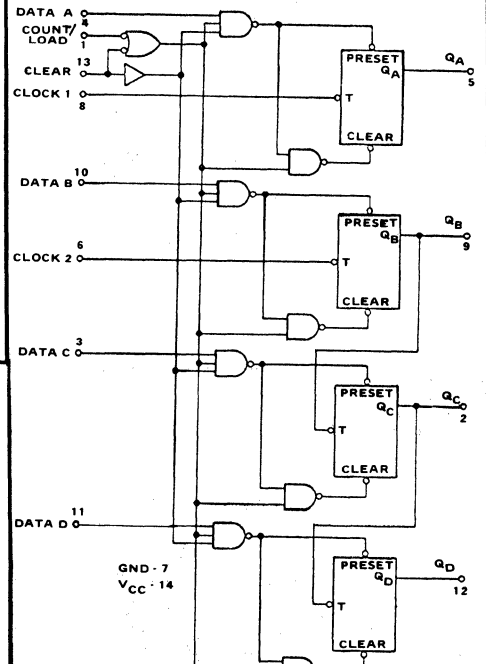 DATA A
4
COUNT/
LOAD
1
13
CLEAR
CLOCK 1
8
PRESET
QA
QA
5
T
CLEAR
10
DATA B
PRESET
QB
QB
9
6
CLOCK 2
T
CLEAR
3
DATA C
PRESET
QC
QC
2
T
CLEAR
11
DATA D
GND - 7
VCC - 14
PRESET
QD
QD
12
T
CLEAR